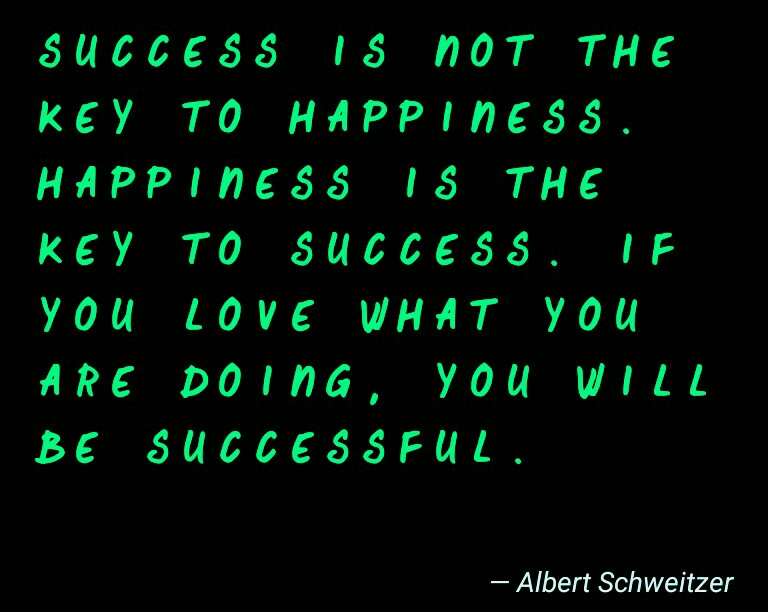 SUCCESS IS NOT THE
KEY TO HAPPINESS.
HAPPINESS IS THE
KEY TO SUCCESS. IF
YOU LOVE WHAT YOU
ARE DOING, YOU WILL
BE SUCCESSFUL.
— Albert Schweitzer